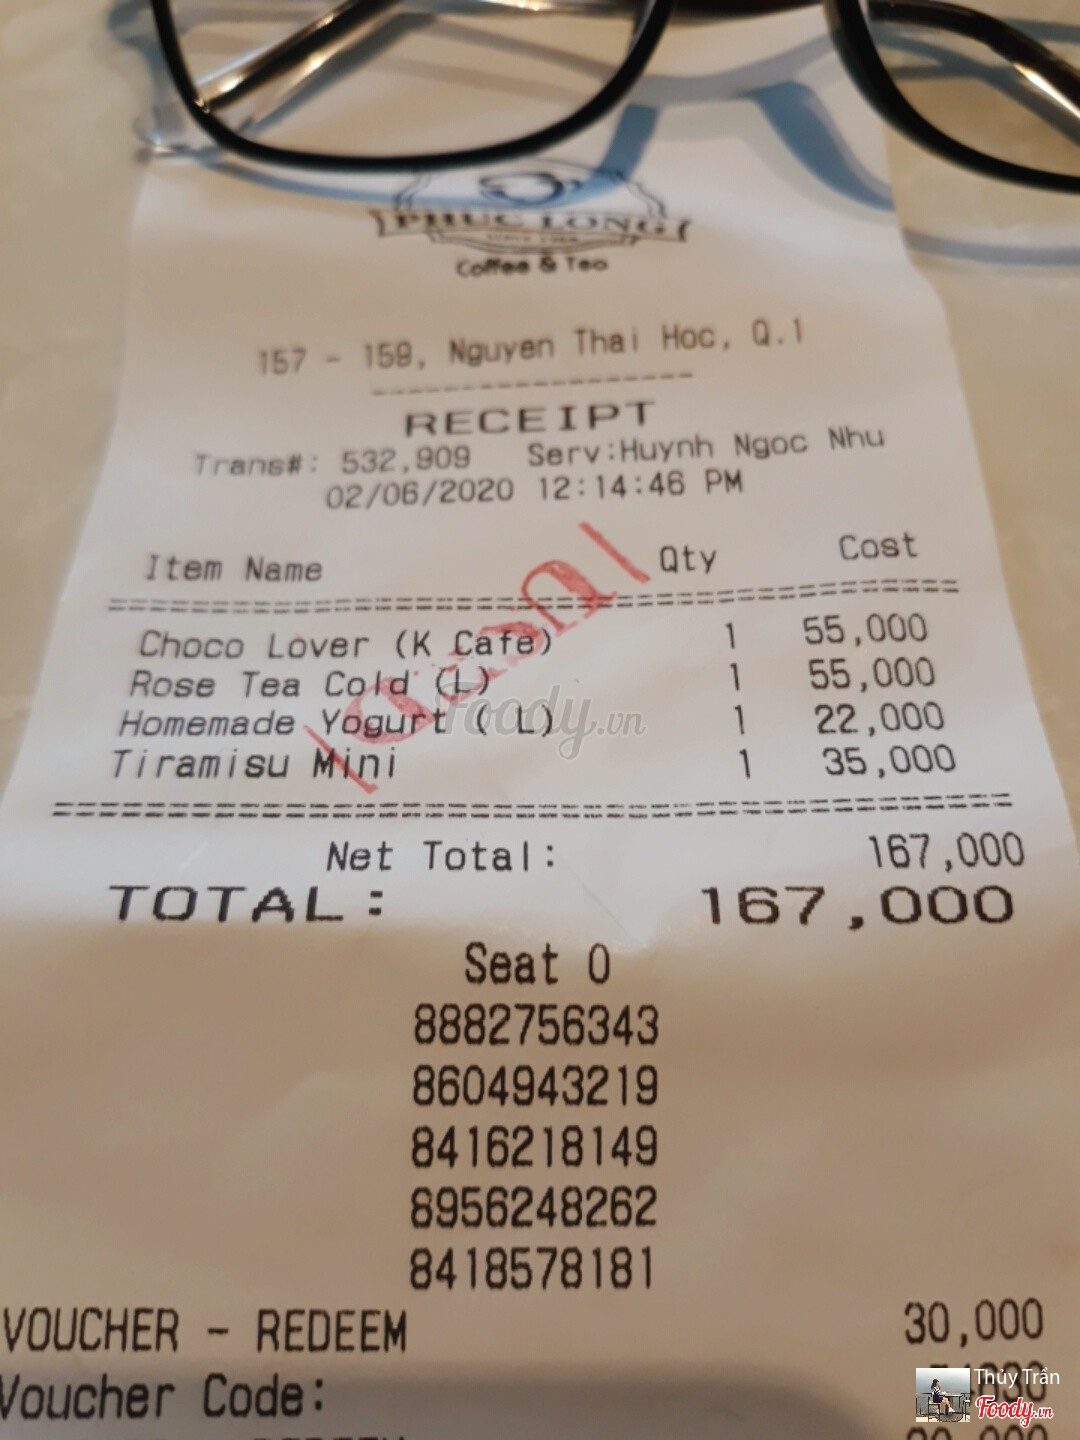 PHUC LONG
Coffee & Tea
157 - 159, Nguyen Thai Hoc, Q.1
RECEIPT
Trans#: 532,909 Serv:Huynh Ngoc Nhu
02/06/2020 12:14:46 PM
Item Name Qty Cost
Choco Lover (K Cafe) 1 55,000
Rose Tea Cold (L) 1 55,000
Homemade Yogurt ( L) 1 22,000
Tiramisu Mini 1 35,000
Foody.vn
Net Total: 167,000
TOTAL: 167,000
Seat 0
8882756343
8604943219
8416218149
8956248262
8418578181
VOUCHER - REDEEM 30,000
Voucher Code:
Thủy Trần
Foody.vn